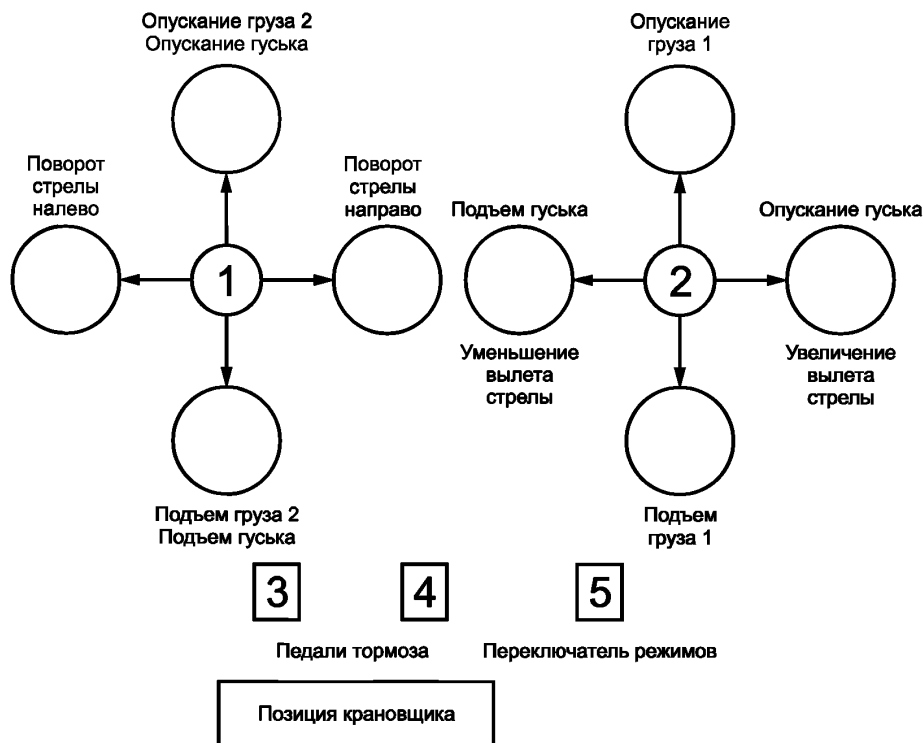 Опускание груза 2
Опускание гуська
Поворот
стрелы
налево
1
Поворот
стрелы
направо
Подъем груза 2
Подъем гуська
Опускание
груза 1
Подъем гуська
Уменьшение
вылета
стрелы
2
Опускание гуська
Увеличение
вылета
стрелы
Подъем
груза 1
3
4
5
Педали тормоза
Переключатель режимов
Позиция крановщика